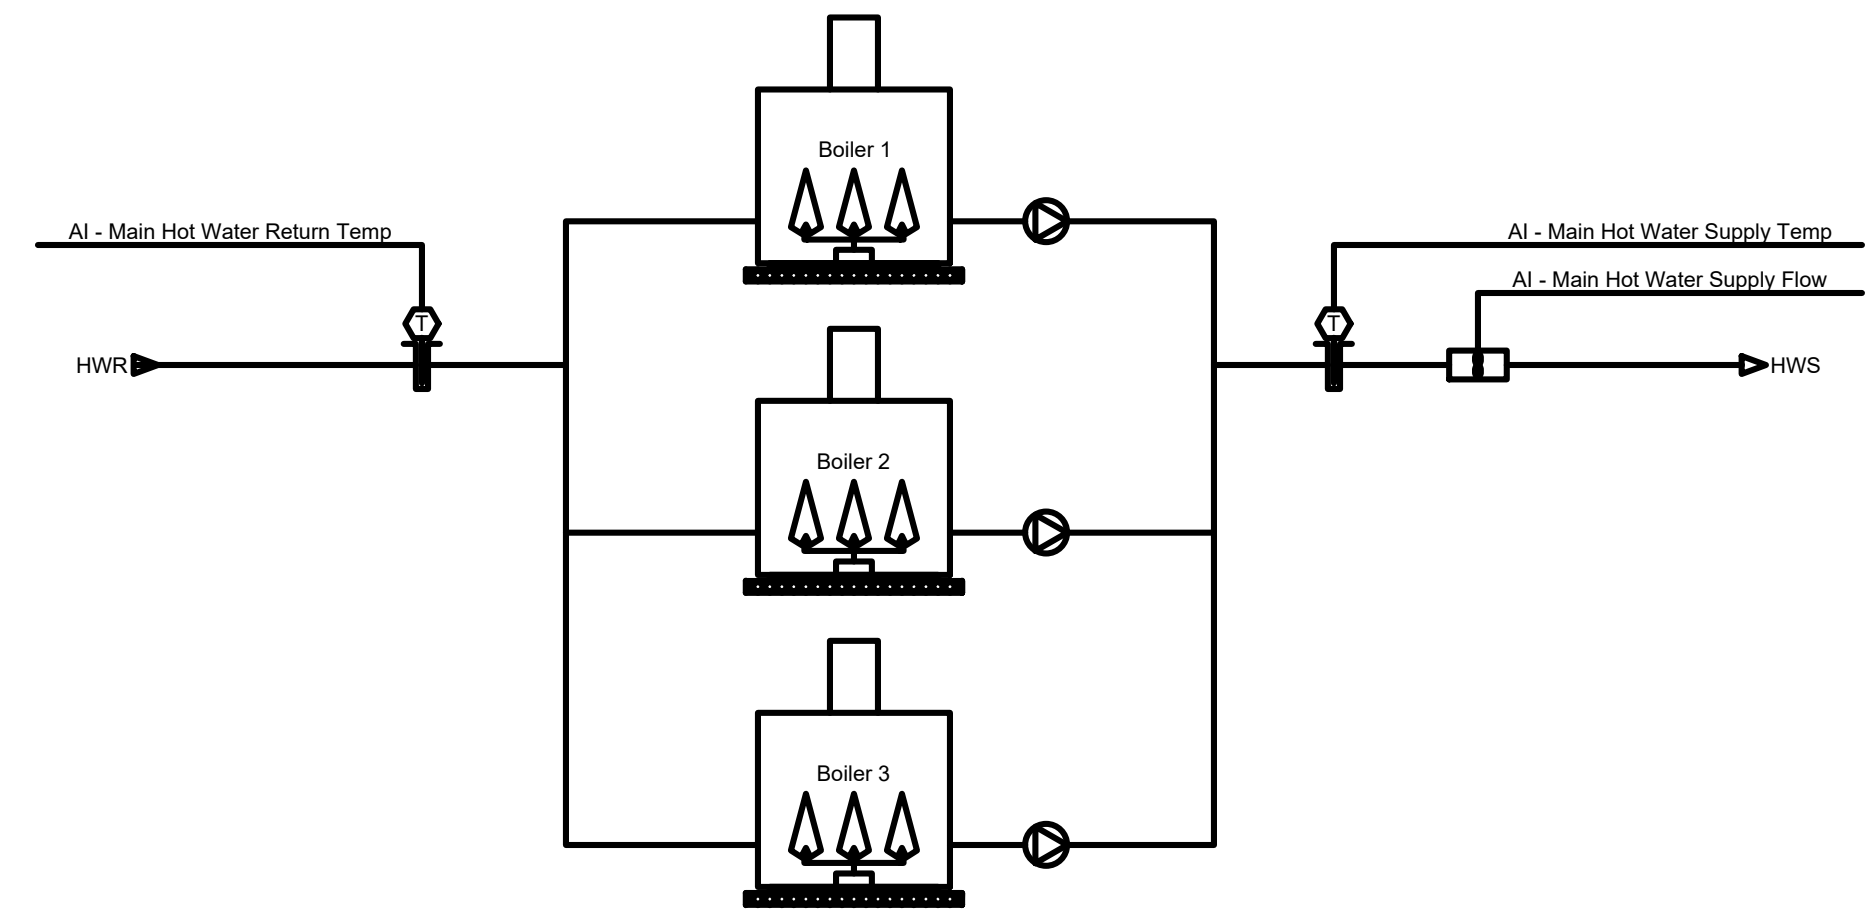 Boiler 1
AI - Main Hot Water Return Temp
AI - Main Hot Water Supply Temp
AI - Main Hot Water Supply Flow
T
T
HWR
HWS
Boiler 2
Boiler 3